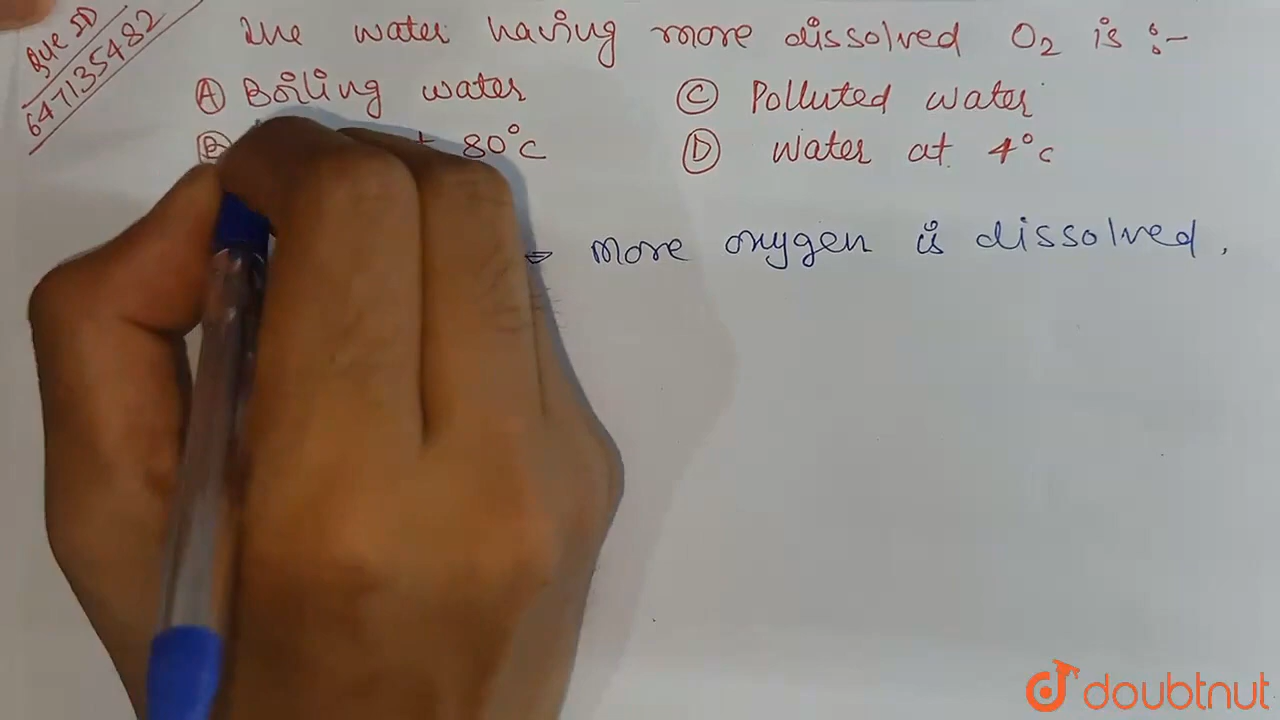 Que ID
647135482
The water having more dissolved O2 is :-
(A) Boiling water
(C) Polluted water
(B) 80°C
(D) Water at 4°C
more oxygen is dissolved.
doubtnut